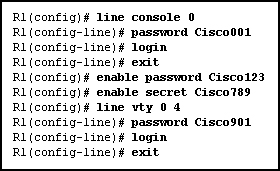 R1(config)# line console 0
R1(config-line)# password Cisco001
R1(config-line)# login
R1(config-line)# exit
R1(config)# enable password Cisco123
R1(config)# enable secret Cisco789
R1(config)# line vty 0 4
R1(config-line)# password Cisco901
R1(config-line)# login
R1(config-line)# exit